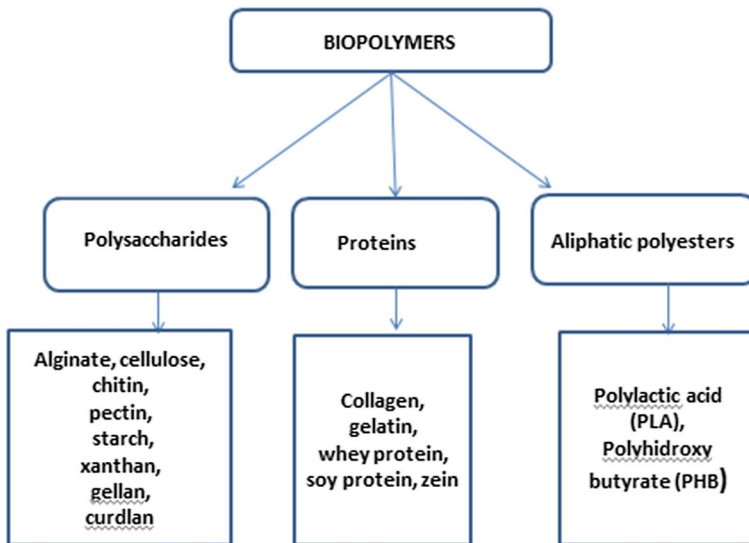 BIOPOLYMERS
Polysaccharides
Proteins
Aliphatic polyesters
Alginate, cellulose,
chitin,
pectin,
starch,
xanthan,
gellan,
curdlan
Collagen,
gelatin,
whey protein,
soy protein, zein
Polylactic acid
(PLA),
Polyhidroxy
butyrate (PHB)